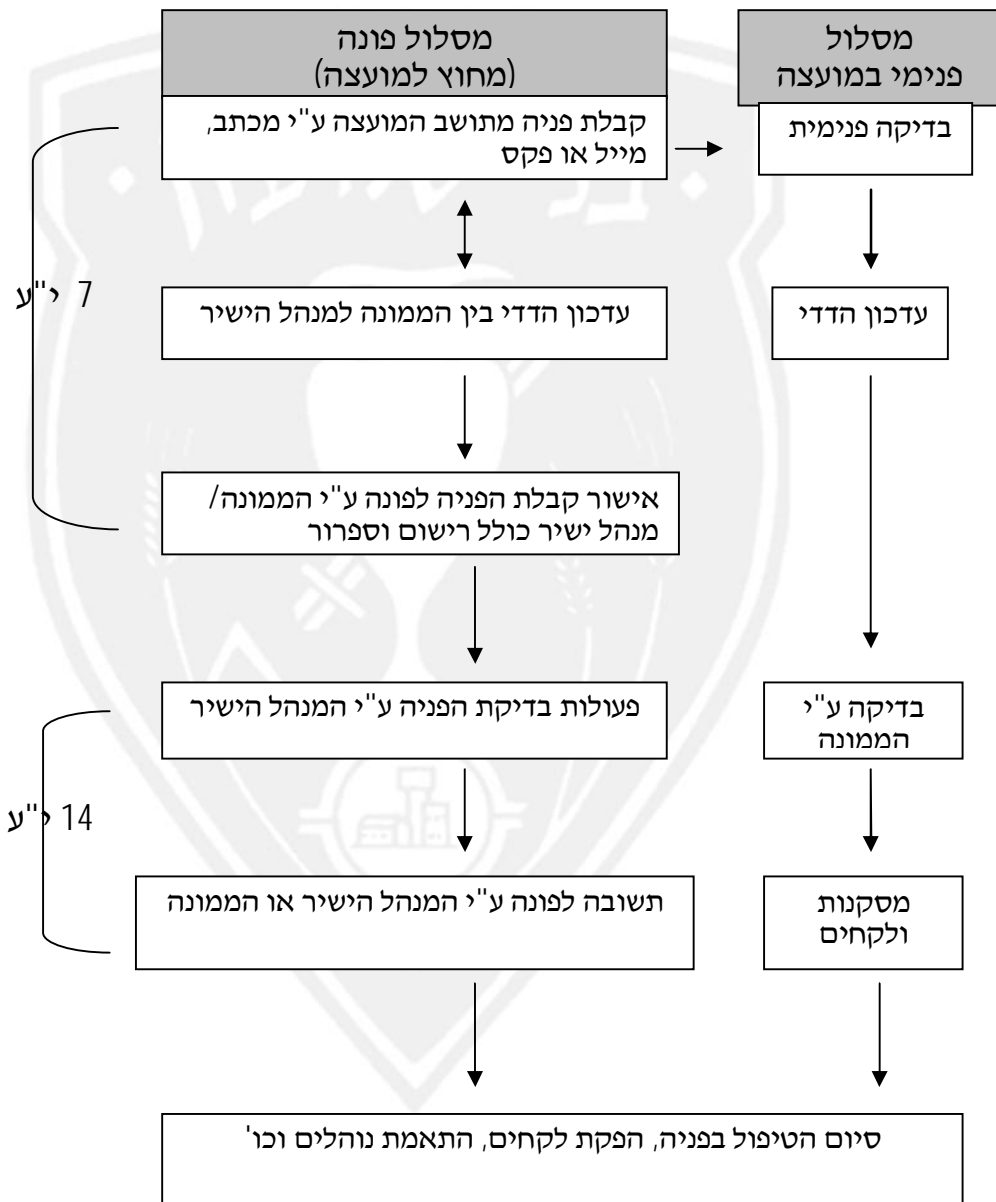 מסלול פונה
(מחוץ למועצה)
מסלול
פנימי במועצה
קבלת פניה מתושב המועצה ע"י מכתב,
מייל או פקס
בדיקה פנימית
7 י"ע
עדכון הדדי בין הממונה למנהל הישיר
עדכון הדדי
אישור קבלת הפניה לפונה ע"י הממונה/
מנהל ישיר כולל רישום וספרור
פעולות בדיקת הפניה ע"י המנהל הישיר
בדיקה ע"י
הממונה
14 י"ע
תשובה לפונה ע"י המנהל הישיר או הממונה
מסקנות
ולקחים
סיום הטיפול בפניה, הפקת לקחים, התאמת נוהלים וכו'